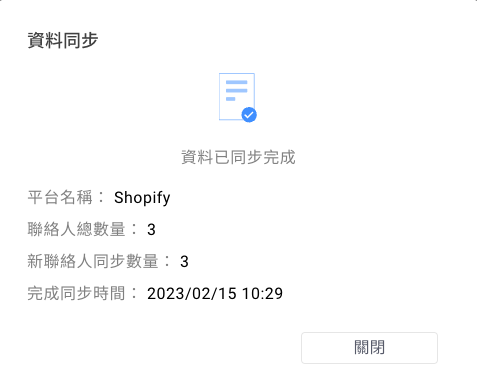 資料同步
資料已同步完成
平台名稱： Shopify
聯絡人總數量： 3
新聯絡人同步數量： 3
完成同步時間： 2023/02/15 10:29
關閉